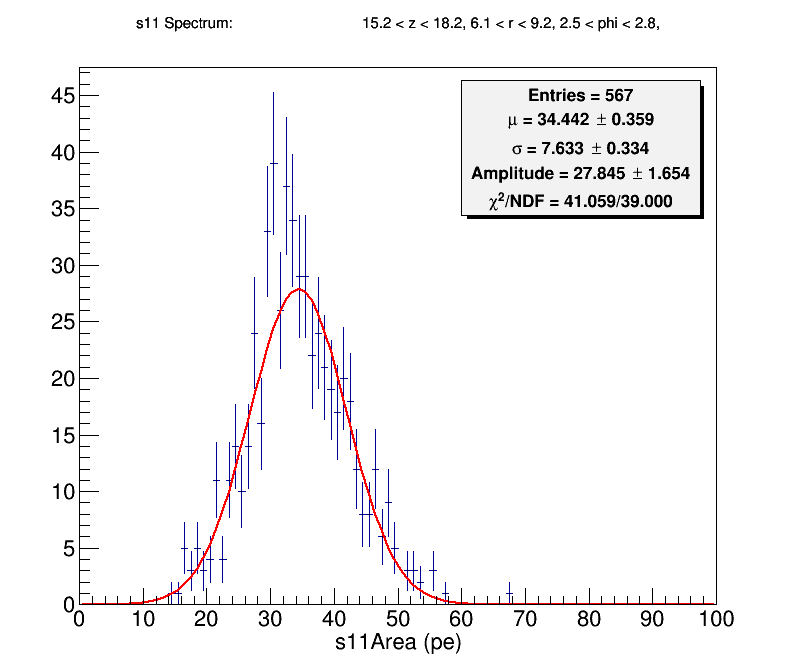 s11 Spectrum: 15.2 < z < 18.2, 6.1 < r < 9.2, 2.5 < phi < 2.8,
Entries = 567
μ = 34.442 ± 0.359
σ = 7.633 ± 0.334
Amplitude = 27.845 ± 1.654
χ²/NDF = 41.059/39.000
45
40
35
30
25
20
15
10
5
0
0 10 20 30 40 50 60 70 80 90 100
s11Area (pe)